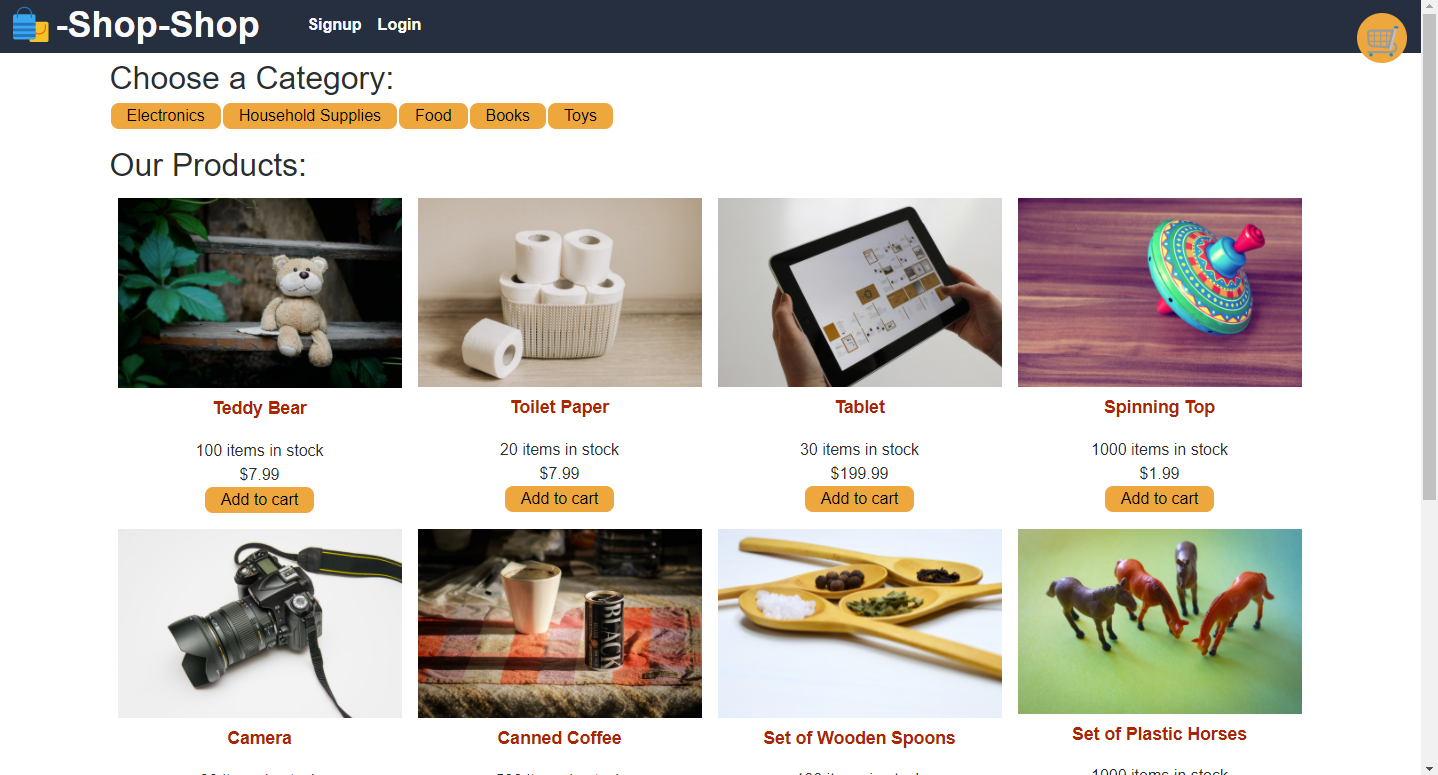 -Shop-Shop
Signup Login
Choose a Category:
Electronics Household Supplies Food Books Toys
Our Products:
Teddy Bear
100 items in stock
$7.99
Add to cart
Toilet Paper
20 items in stock
$7.99
Add to cart
Tablet
30 items in stock
$199.99
Add to cart
Spinning Top
1000 items in stock
$1.99
Add to cart
Camera
Canned Coffee
BLACK
Set of Wooden Spoons
Set of Plastic Horses
1000 items in stock